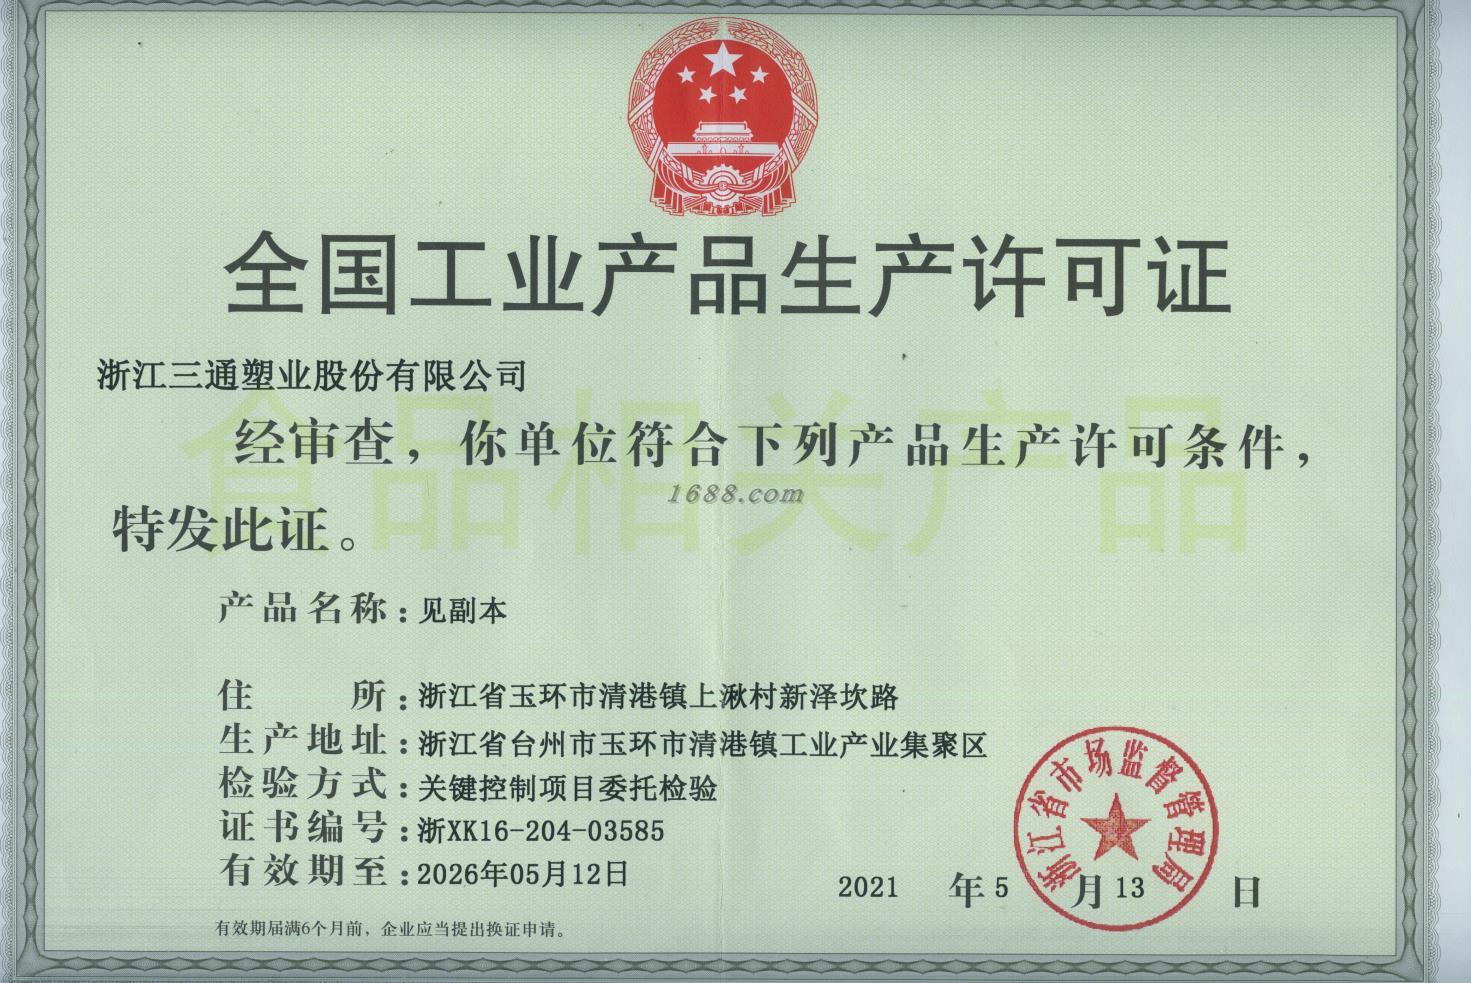 全国工业产品生产许可证
浙江三通塑业股份有限公司
食品相关产品
经审查，你单位符合下列产品生产许可条件，
1688.com
特发此证。
产品名称：见副本
住所：浙江省玉环市清港镇上湫村新泽坎路
生产地址：浙江省台州市玉环市清港镇工业产业集聚区
检验方式：关键控制项目委托检验
证书编号：浙XK16-204-03585
有效期至：2026年05月12日
浙江省市场监督管理局
2021年5月13日
有效期届满6个月前，企业应当提出换证申请。